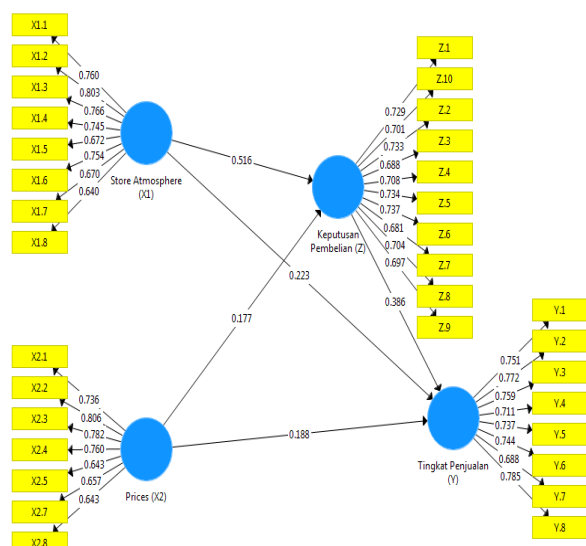 X1.1
X1.2
X1.3
X1.4
X1.5
X1.6
X1.7
X1.8
0.760
0.803
0.766
0.745
0.672
0.754
0.670
0.640
Store Atmosphere
(X1)
0.516
0.223
0.177
0.188
0.386
Z.1
Z.10
Z.2
Z.3
Z.4
Z.5
Z.6
Z.7
Z.8
Z.9
0.729
0.701
0.733
0.688
0.708
0.734
0.737
0.681
0.704
0.697
Keputusan
Pembelian (Z)
X2.1
X2.2
X2.3
X2.4
X2.5
X2.7
X2.8
0.736
0.806
0.782
0.760
0.643
0.657
0.643
Prices (X2)
Y.1
Y.2
Y.3
Y.4
Y.5
Y.6
Y.7
Y.8
0.751
0.772
0.759
0.711
0.737
0.744
0.688
0.785
Tingkat Penjualan
(Y)